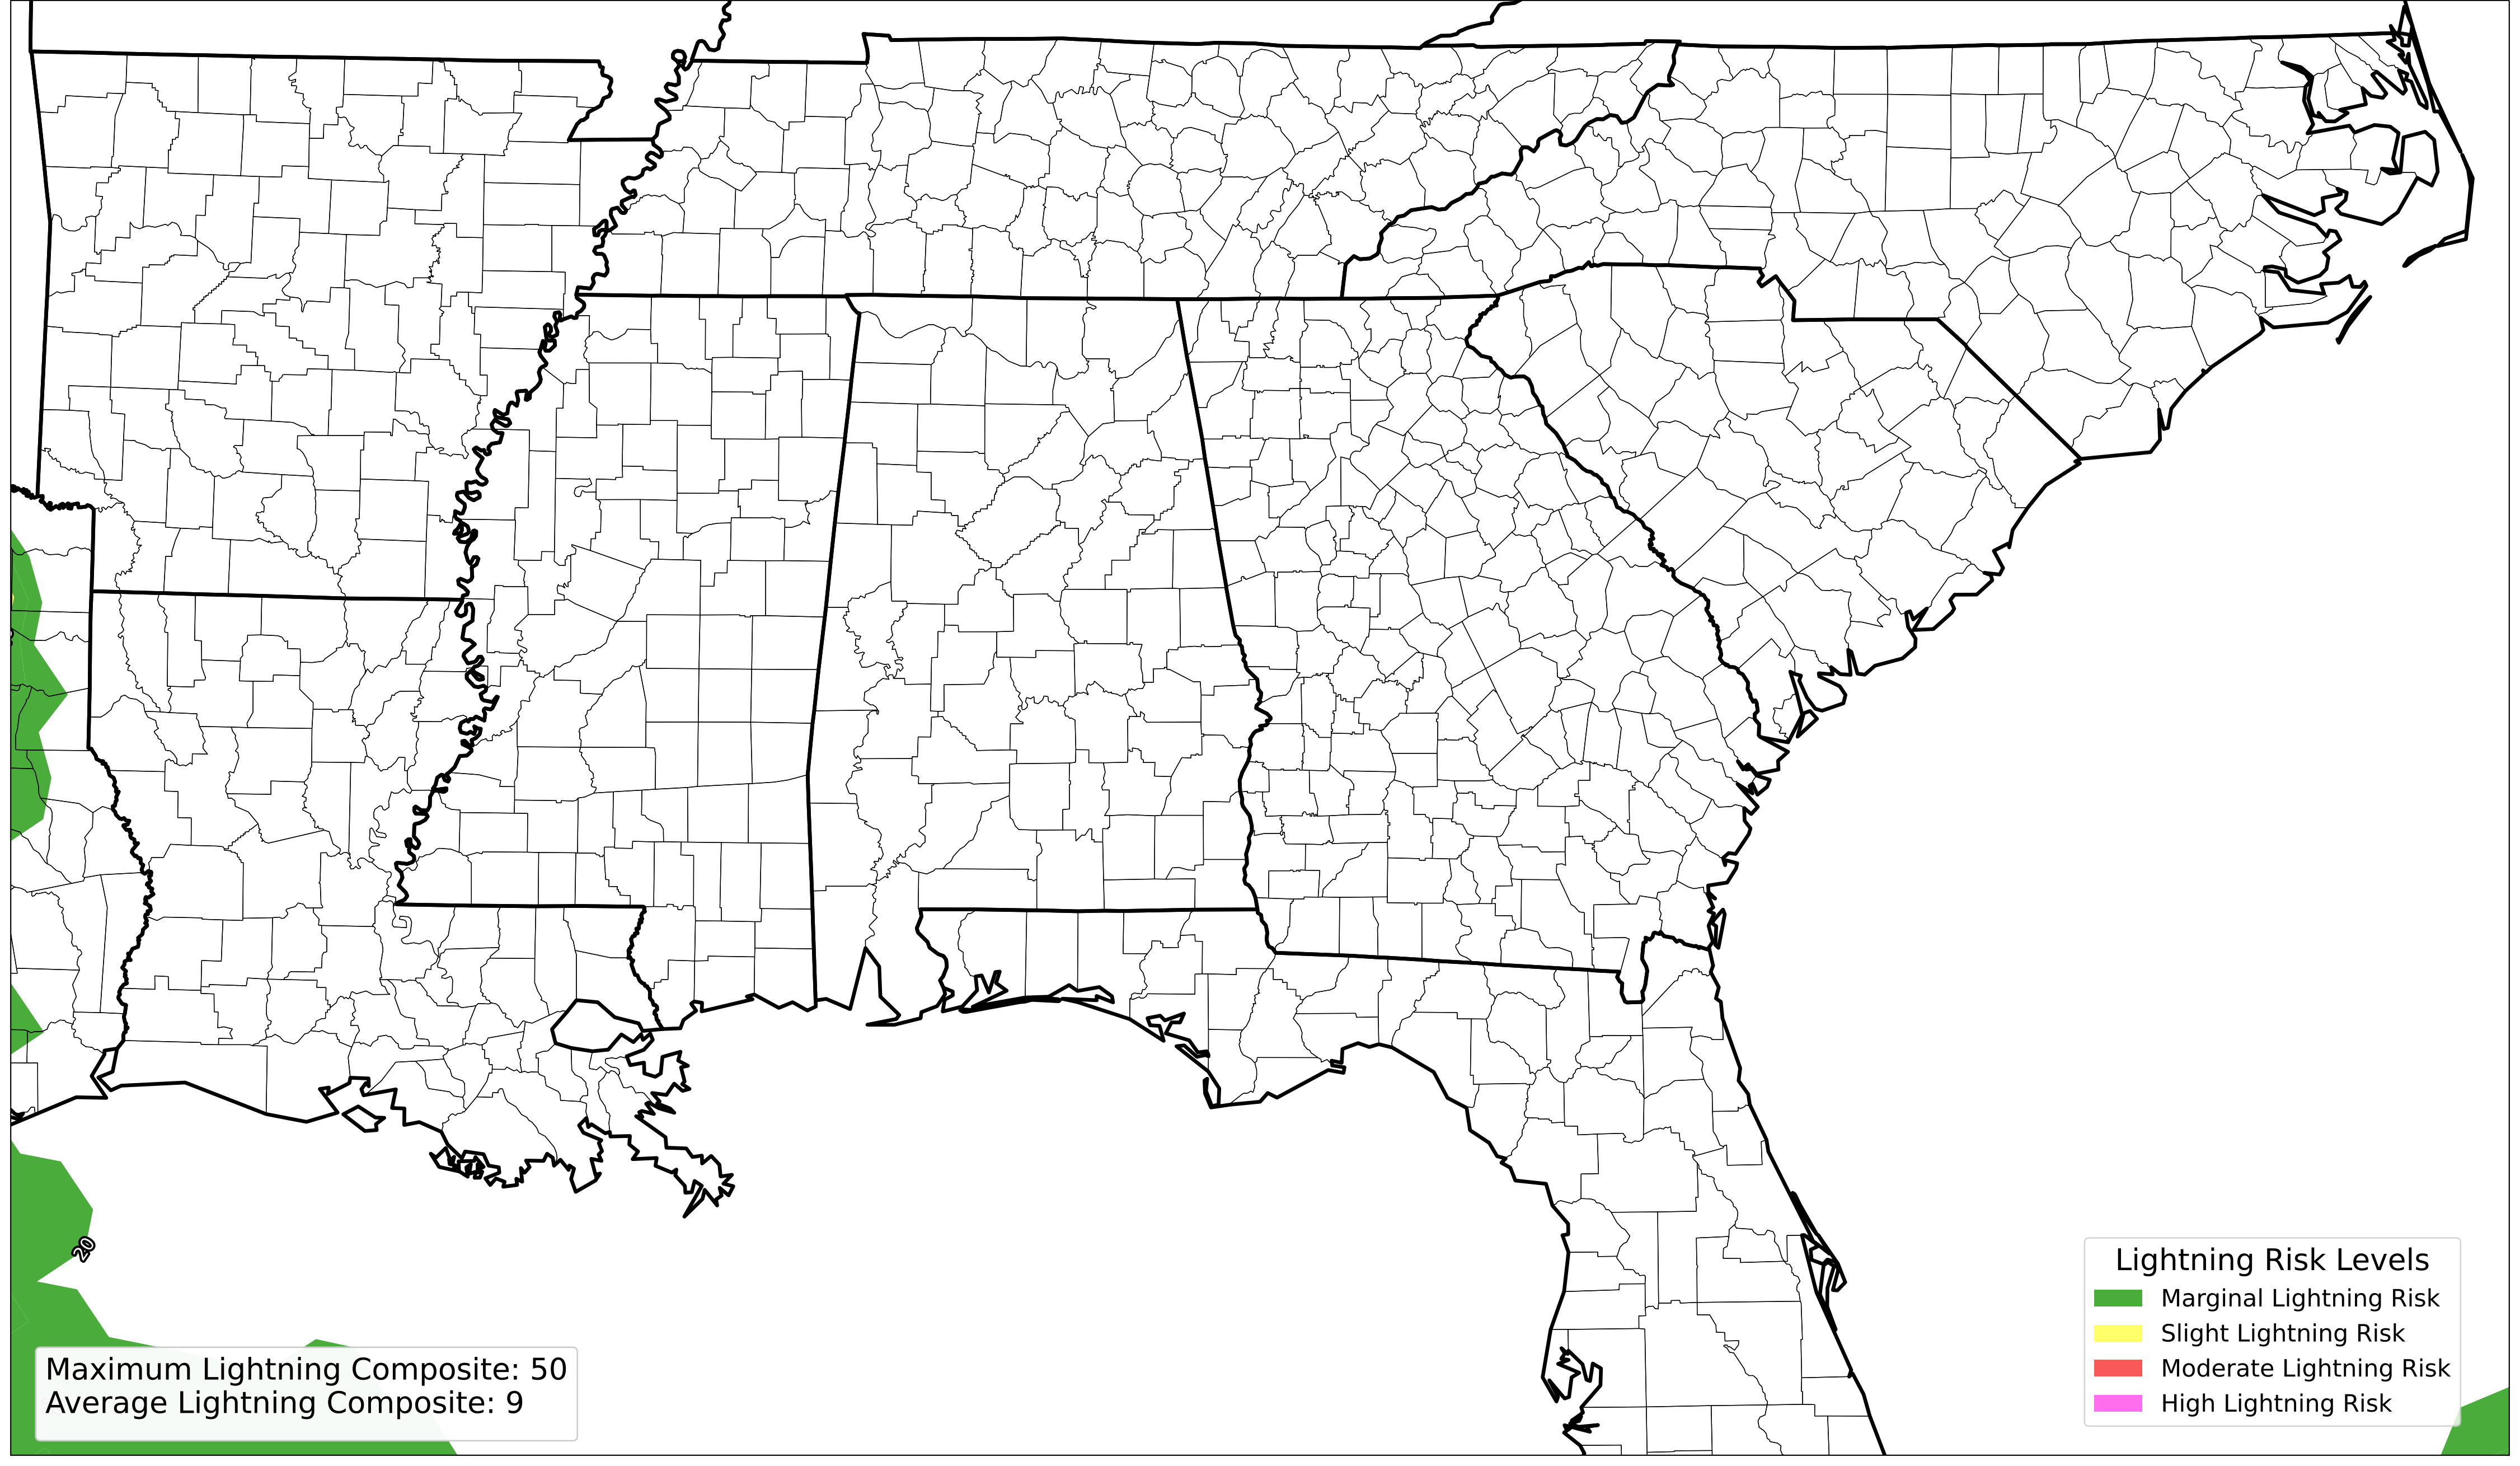 20
Maximum Lightning Composite: 50
Average Lightning Composite: 9
Lightning Risk Levels
Marginal Lightning Risk
Slight Lightning Risk
Moderate Lightning Risk
High Lightning Risk